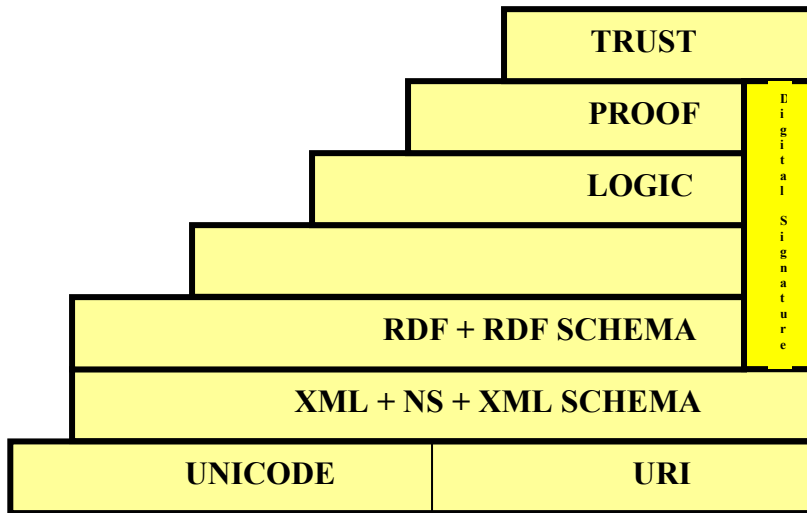 TRUST
PROOF
LOGIC
RDF + RDF SCHEMA
XML + NS + XML SCHEMA
UNICODE URI
Digital Signature